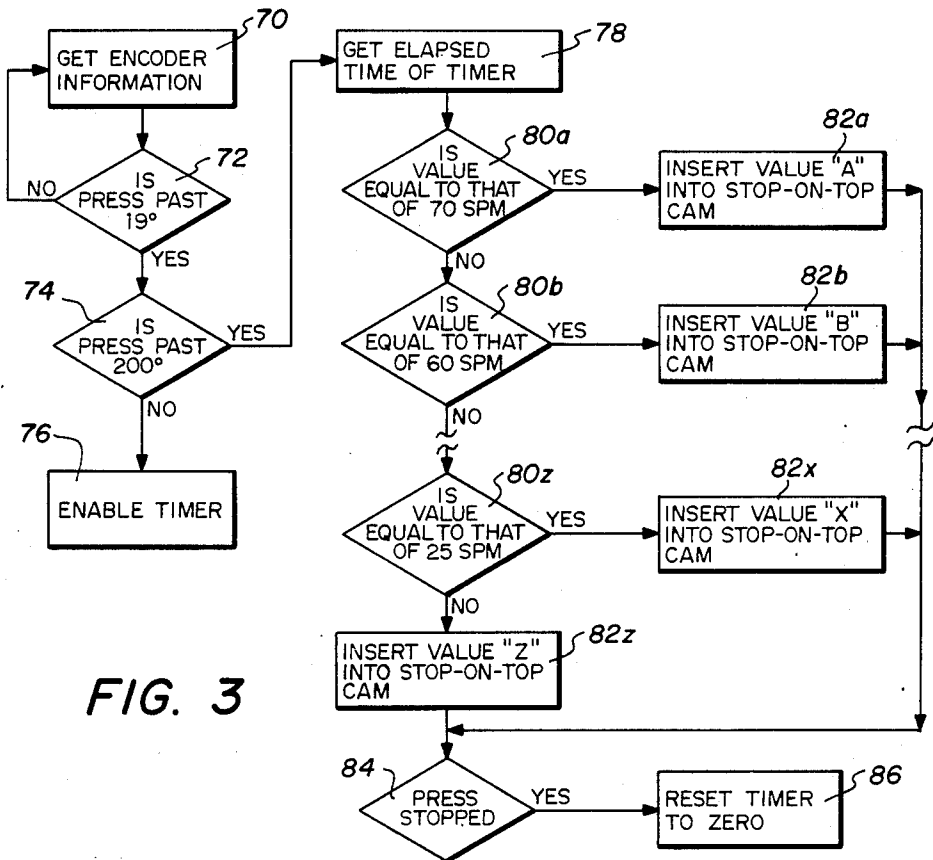 70
GET ENCODER
INFORMATION
72
NO
IS
PRESS PAST
19°
YES
74
IS
PRESS PAST
200°
YES
NO
76
ENABLE TIMER
78
GET ELAPSED
TIME OF TIMER
80a
IS
VALUE
EQUAL TO THAT
OF 70 SPM
YES
NO
82a
INSERT VALUE "A"
INTO STOP-ON-TOP
CAM
80b
IS
VALUE
EQUAL TO THAT
OF 60 SPM
YES
NO
82b
INSERT VALUE "B"
INTO STOP-ON-TOP
CAM
80z
IS
VALUE
EQUAL TO THAT
OF 25 SPM
YES
NO
82x
INSERT VALUE "X"
INTO STOP-ON-TOP
CAM
82z
INSERT VALUE "Z"
INTO STOP-ON-TOP
CAM
FIG. 3
84
PRESS
STOPPED
YES
86
RESET TIMER
TO ZERO